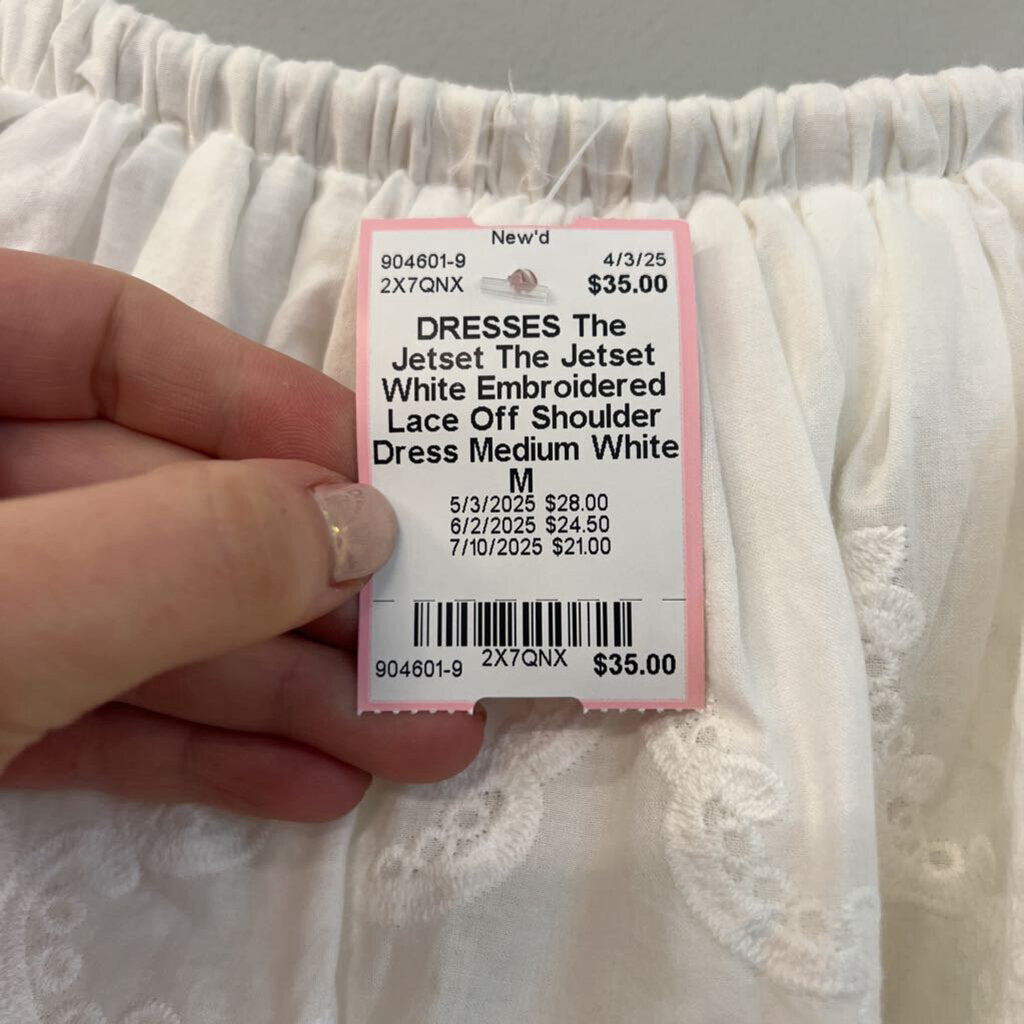 New'd
904601-9 4/3/25
2X7QNX $35.00
DRESSES The
Jetset The Jetset
White Embroidered
Lace Off Shoulder
Dress Medium White
M
5/3/2025 $28.00
6/2/2025 $24.50
7/10/2025 $21.00
904601-9 2X7QNX $35.00